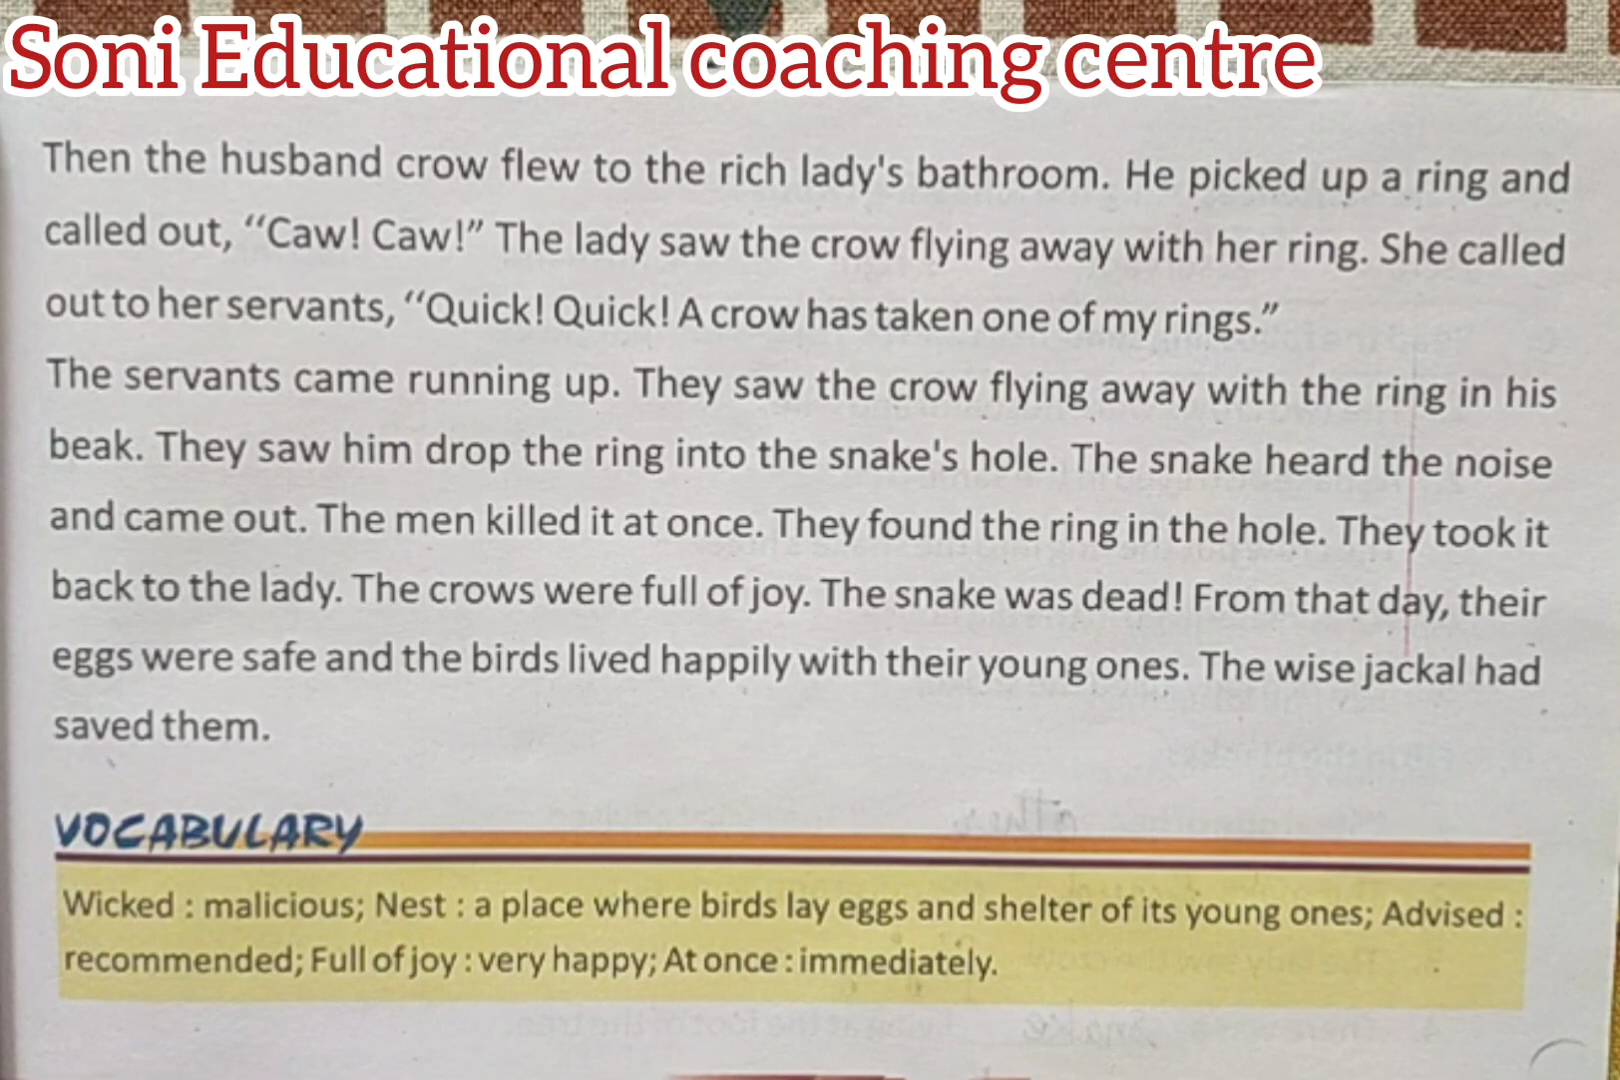 Soni Educational coaching centre
Then the husband crow flew to the rich lady's bathroom. He picked up a ring and
called out, “Caw! Caw!” The lady saw the crow flying away with her ring. She called
out to her servants, “Quick! Quick! A crow has taken one of my rings.”
The servants came running up. They saw the crow flying away with the ring in his
beak. They saw him drop the ring into the snake's hole. The snake heard the noise
and came out. The men killed it at once. They found the ring in the hole. They took it
back to the lady. The crows were full of joy. The snake was dead! From that day, their
eggs were safe and the birds lived happily with their young ones. The wise jackal had
saved them.
VOCABULARY
Wicked : malicious; Nest : a place where birds lay eggs and shelter of its young ones; Advised :
recommended; Full of joy : very happy; At once : immediately.